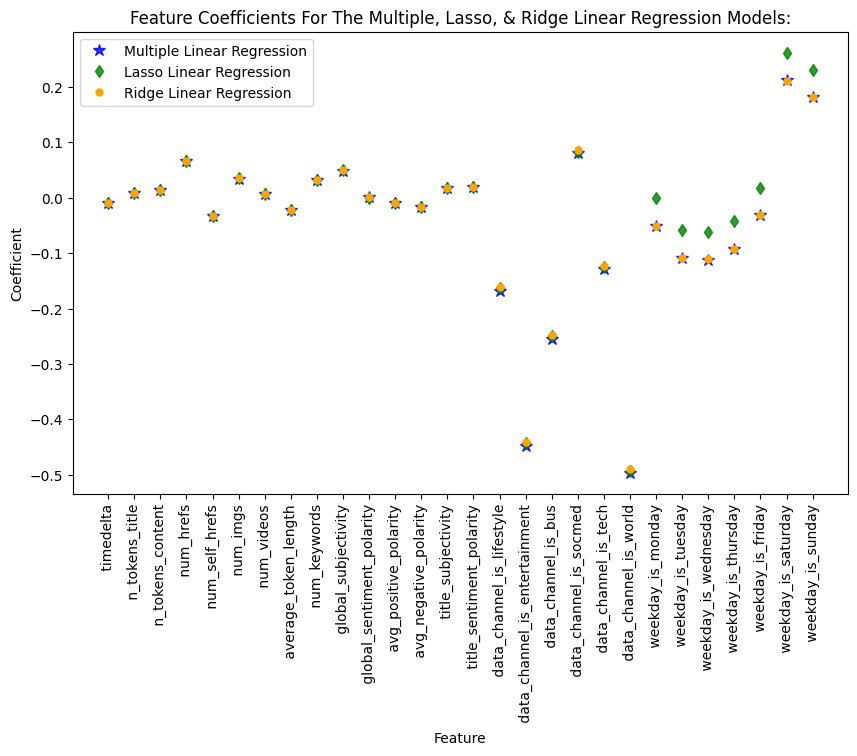 Feature Coefficients For The Multiple, Lasso, & Ridge Linear Regression Models:
Multiple Linear Regression
Lasso Linear Regression
Ridge Linear Regression
Coefficient
0.2
0.1
0.0
−0.1
−0.2
−0.3
−0.4
−0.5
timedelta
n_tokens_title
n_tokens_content
num_hrefs
num_self_hrefs
num_imgs
num_videos
average_token_length
num_keywords
global_subjectivity
global_sentiment_polarity
avg_positive_polarity
avg_negative_polarity
title_subjectivity
title_sentiment_polarity
data_channel_is_lifestyle
data_channel_is_entertainment
data_channel_is_bus
data_channel_is_socmed
data_channel_is_tech
data_channel_is_world
weekday_is_monday
weekday_is_tuesday
weekday_is_wednesday
weekday_is_thursday
weekday_is_friday
weekday_is_saturday
weekday_is_sunday
Feature